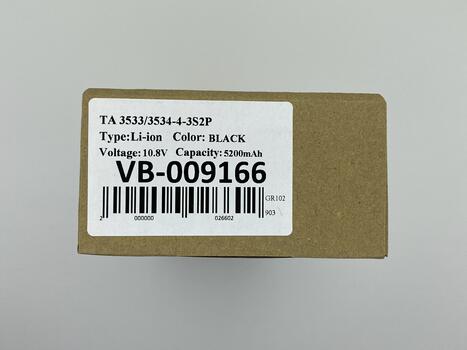 TA 3533/3534-4-3S2P
Type:Li-ion Color: BLACK
Voltage: 10.8V Capacity:5200mAh
VB-009166
GR102
903
2 000000 026602